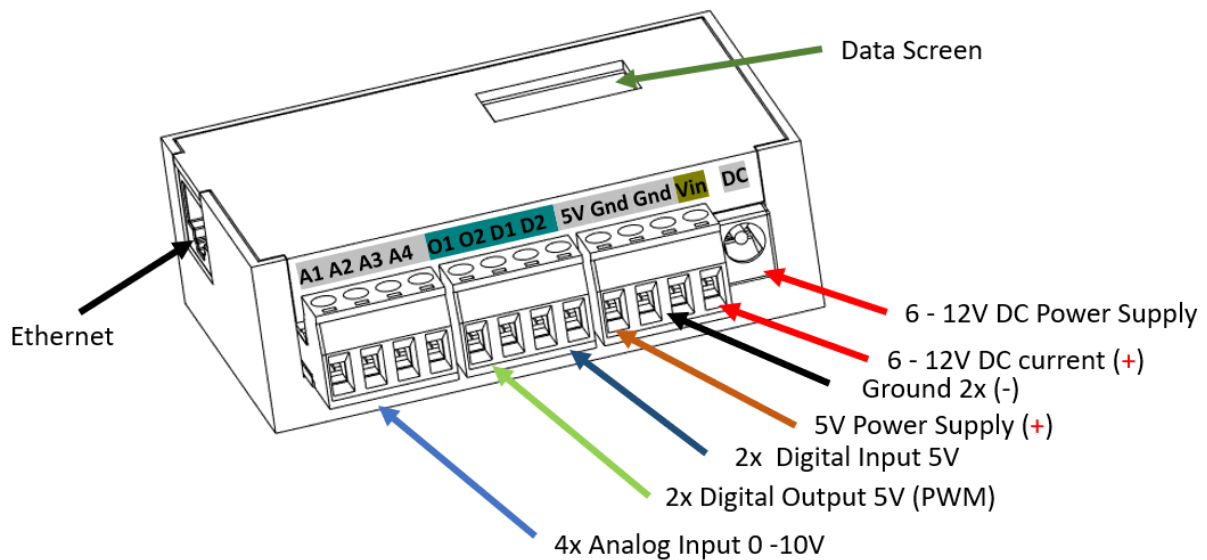 Data Screen
A1 A2 A3 A4 O1 O2 D1 D2 5V Gnd Gnd Vin DC
Ethernet
6 - 12V DC Power Supply
6 - 12V DC current (+)
Ground 2x (-)
5V Power Supply (+)
2x Digital Input 5V
2x Digital Output 5V (PWM)
4x Analog Input 0 -10V